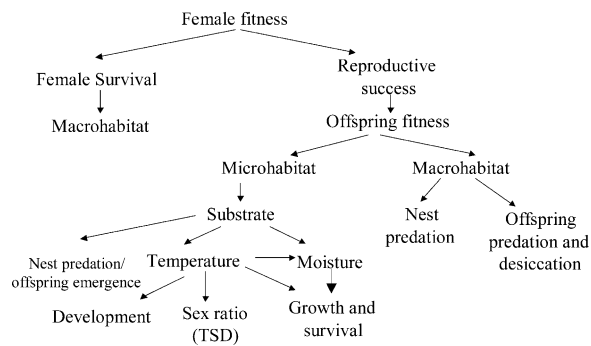 Female fitness
Female Survival
Reproductive
success
Macrohabitat
Offspring fitness
Microhabitat
Macrohabitat
Substrate
Nest
predation
Offspring
predation and
desiccation
Nest predation/
offspring emergence
Temperature
Moisture
Development
Sex ratio
(TSD)
Growth and
survival